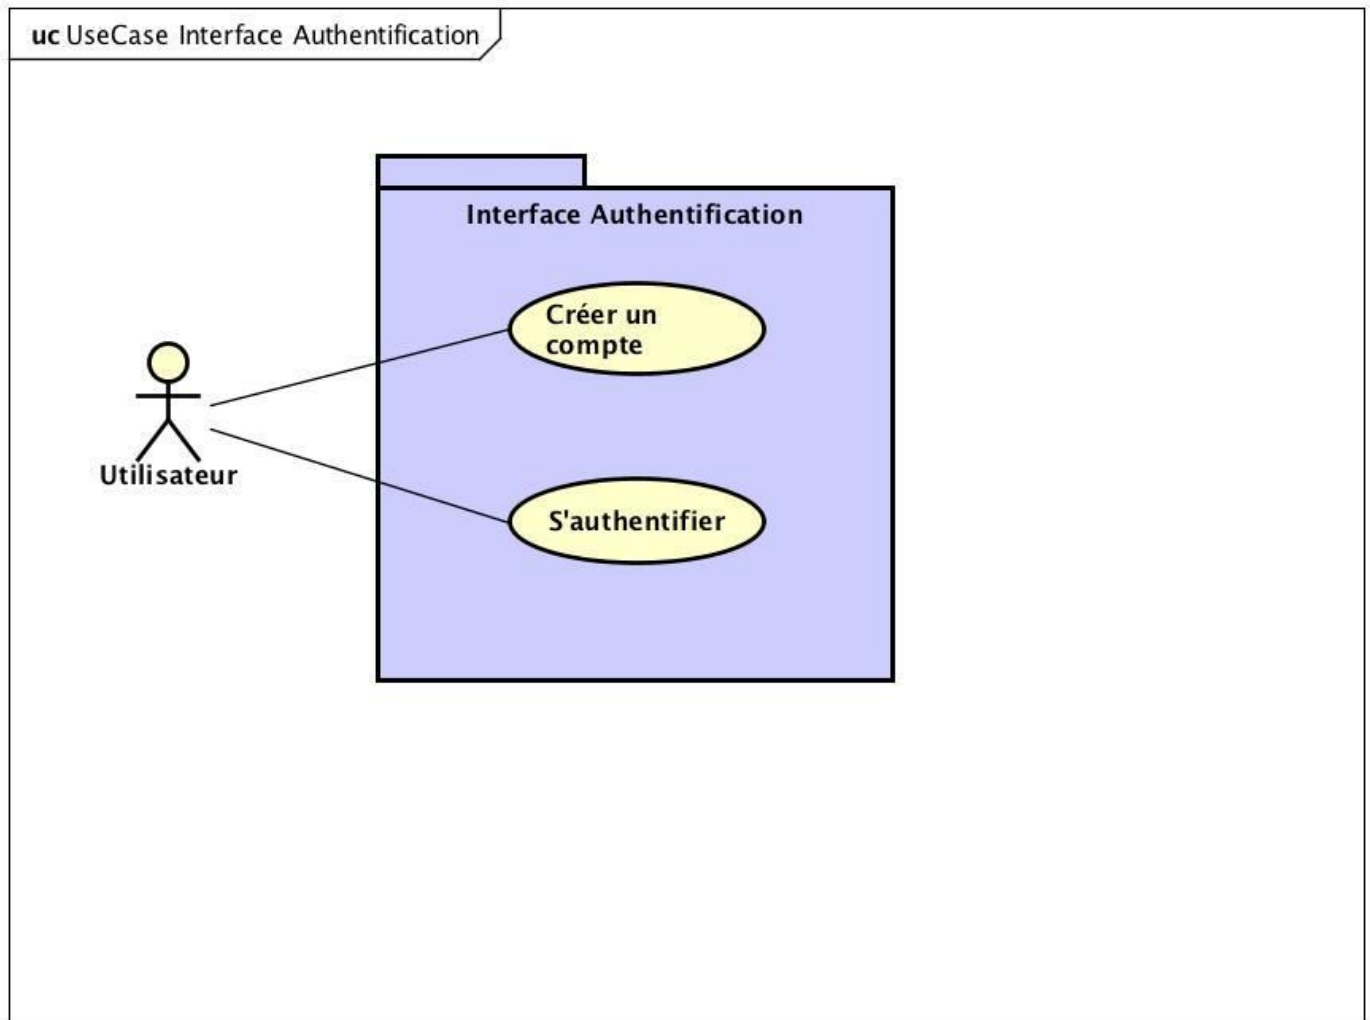 uc UseCase Interface Authentification
Interface Authentification
Créer un
compte
Utilisateur
S'authentifier